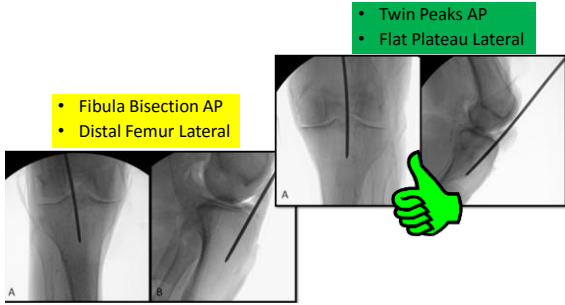 • Twin Peaks AP
• Flat Plateau Lateral
• Fibula Bisection AP
• Distal Femur Lateral
A
A
B